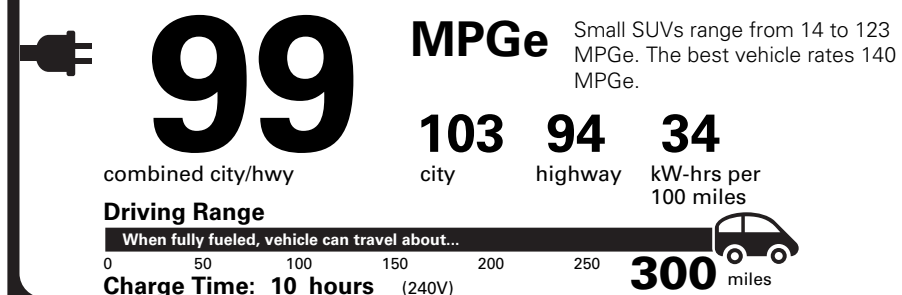 99
MPGe
Small SUVs range from 14 to 123
MPGe. The best vehicle rates 140
MPGe.
103 94 34
combined city/hwy city highway kW-hrs per
100 miles
Driving Range
When fully fueled, vehicle can travel about...
0 50 100 150 200 250 300 miles
Charge Time: 10 hours (240V)